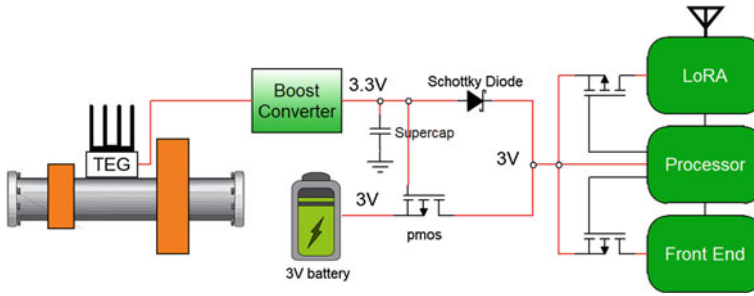 TEG
Boost
Converter
3.3V
Supercap
Schottky Diode
3V
3V
pmos
3V battery
LoRA
Processor
Front End